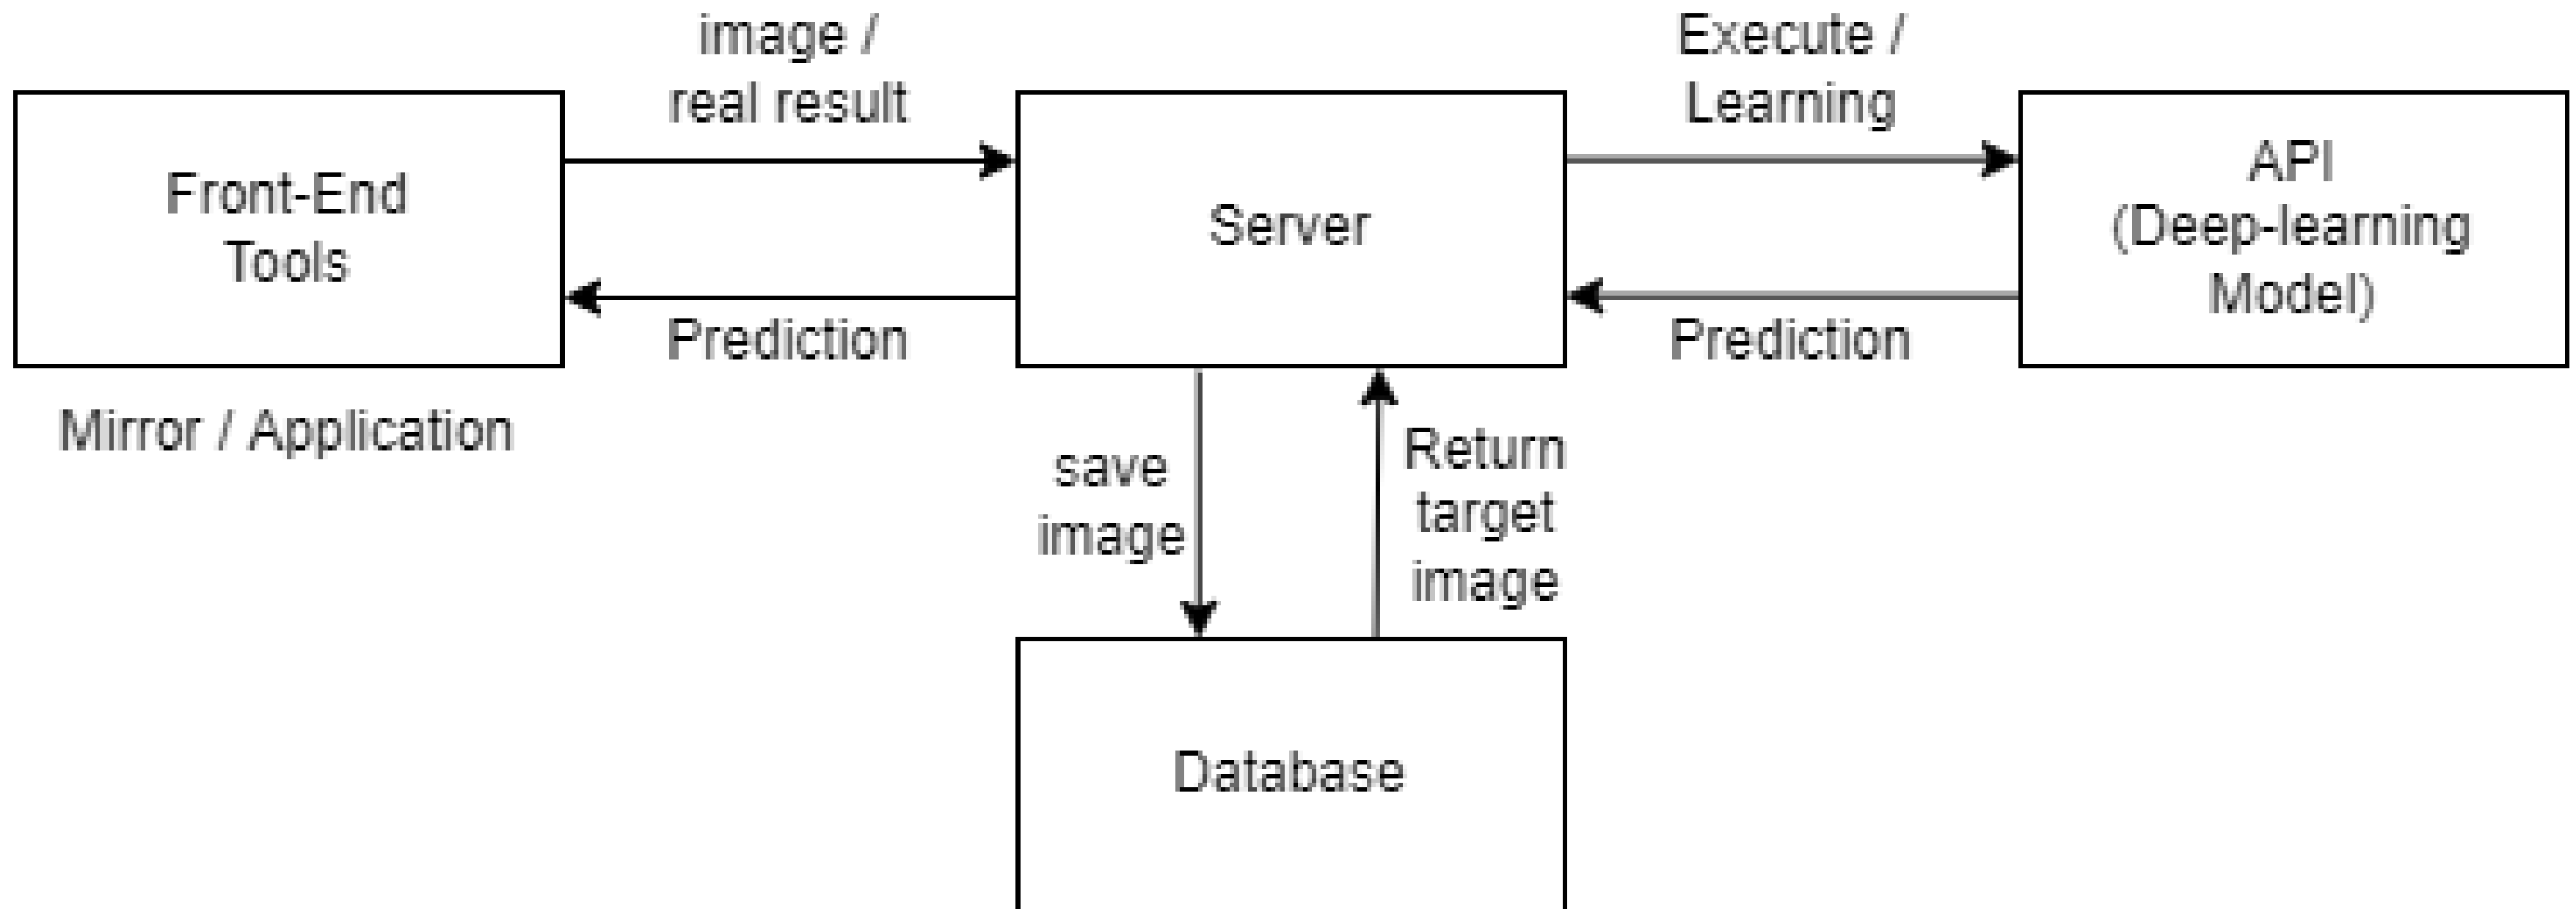 image /
real result
Execute /
Learning
Front-End
Tools
Server
API
(Deep-learning
Model)
Prediction
Prediction
Mirror / Application
save
image
Return
target
image
Database